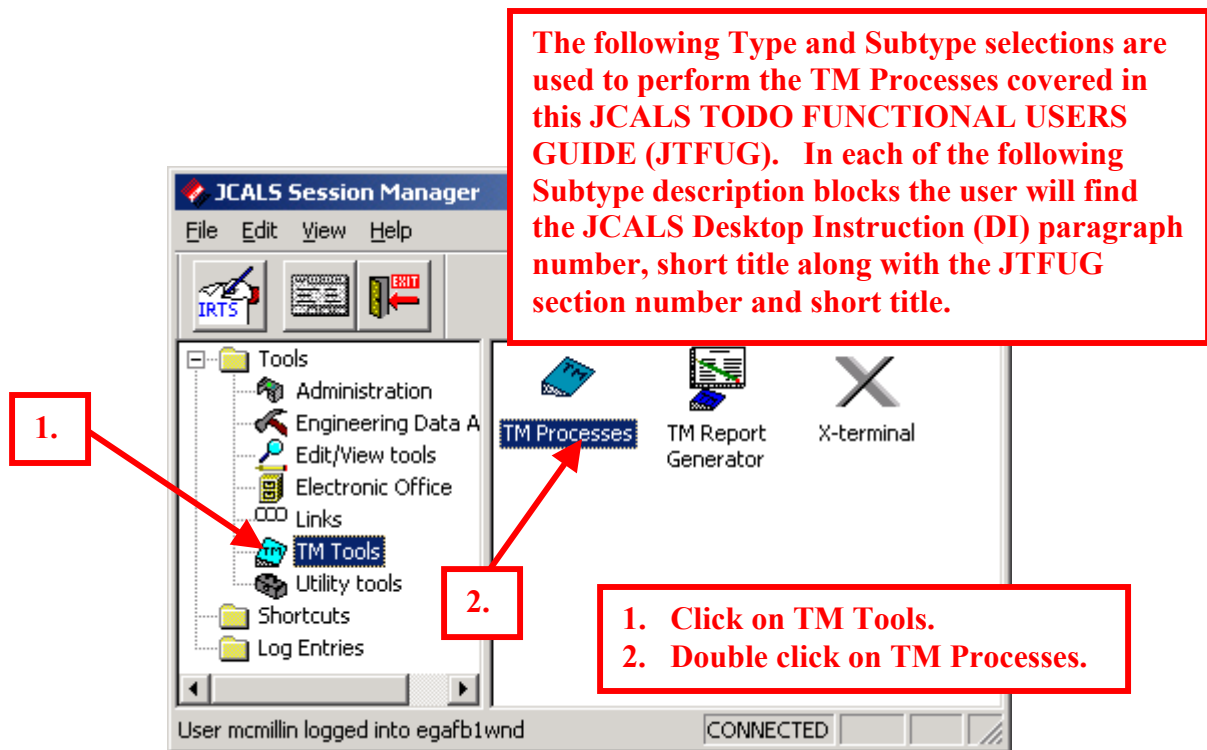 The following Type and Subtype selections are
used to perform the TM Processes covered in
this JCALS TODO FUNCTIONAL USERS
GUIDE (JTFUG).   In each of the following
Subtype description blocks the user will find
the JCALS Desktop Instruction (DI) paragraph
number, short title along with the JTFUG
section number and short title.
JCALS Session Manager
File Edit View Help
IRTS
EXIT
Tools
Administration
Engineering Data A
Edit/View tools
Electronic Office
Links
TM Tools
Utility tools
Shortcuts
Log Entries
TM
TM
TM Processes
TM Report
Generator
X-terminal
1.
2.
1. Click on TM Tools.
2. Double click on TM Processes.
User mcmillin logged into egafb1wnd
CONNECTED